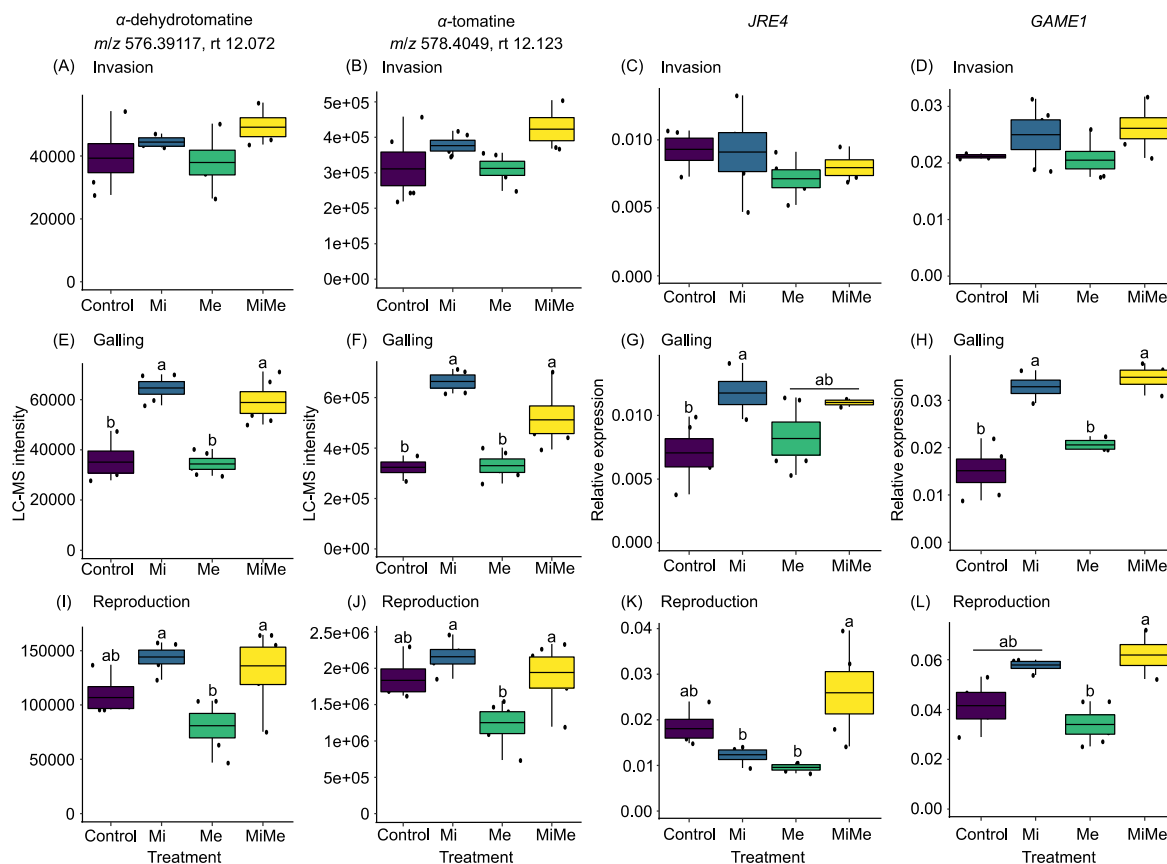 α-dehydrotomatine
m/z 576.39117, rt 12.072
α-tomatine
m/z 578.4049, rt 12.123
JRE4
GAME1
(A) Invasion
40000
20000
0
Control Mi Me MiMe
(B) Invasion
5e+05
4e+05
3e+05
2e+05
1e+05
0e+00
Control Mi Me MiMe
(C) Invasion
0.010
0.005
0.000
Control Mi Me MiMe
(D) Invasion
0.03
0.02
0.01
0.00
Control Mi Me MiMe
(E) Galling
LC-MS intensity
60000
40000
20000
0
b a b a
Control Mi Me MiMe
(F) Galling
LC-MS intensity
6e+05
4e+05
2e+05
0e+00
b a b a
Control Mi Me MiMe
(G) Galling
Relative expression
0.010
0.005
0.000
b a ab
Control Mi Me MiMe
(H) Galling
Relative expression
0.03
0.02
0.01
0.00
b a b a
Control Mi Me MiMe
(I) Reproduction
150000
100000
50000
0
ab a b a
Control Mi Me MiMe
Treatment
(J) Reproduction
2.5e+06
2e+06
1.5e+06
1e+06
5e+05
0
ab a b a
Control Mi Me MiMe
Treatment
(K) Reproduction
0.04
0.03
0.02
0.01
0.00
ab b b a
Control Mi Me MiMe
Treatment
(L) Reproduction
0.06
0.04
0.02
0.00
ab b a
Control Mi Me MiMe
Treatment